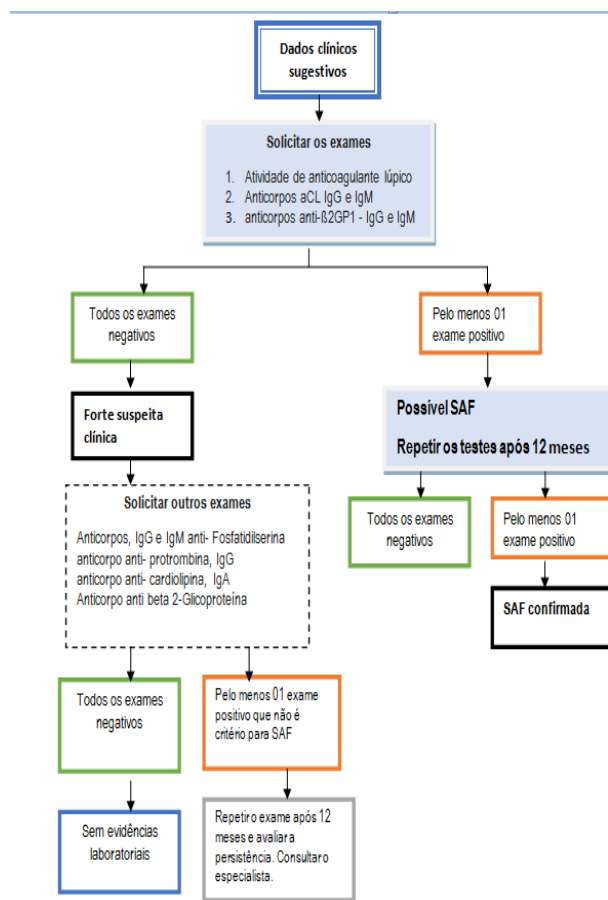 Dados clínicos
sugestivos
Solicitar os exames
1. Atividade de anticoagulante lúpico
2. Anticorpos aCL IgG e IgM
3. anticorpos anti-ß2GP1 - IgG e IgM
Todos os exames
negativos
Pelo menos 01
exame positivo
Forte suspeita
clínica
Possível SAF
Repetir os testes após 12 meses
Solicitar outros exames
Anticorpos, IgG e IgM anti- Fosfatidilserina
anticorpo anti- protrombina, IgG
anticorpo anti- cardiolipina, IgA
Anticorpo anti beta 2-Glicoproteína
Todos os exames
negativos
Pelo menos 01
exame positivo
SAF confirmada
Todos os exames
negativos
Pelo menos 01 exame
positivo que não é
critério para SAF
Sem evidências
laboratoriais
Repetir o exame após 12
meses e avaliar a
persistência. Consultar o
especialista.